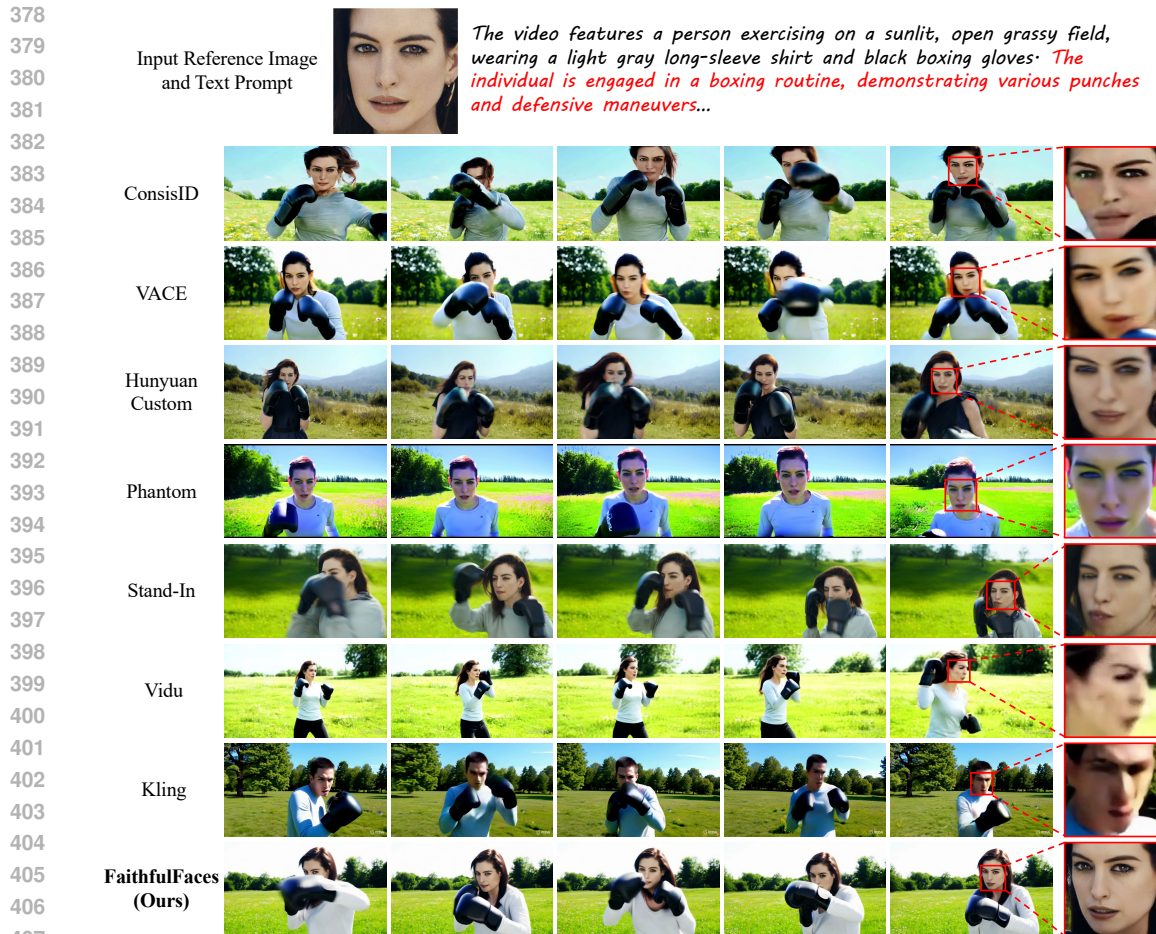 378
379
380
381
382
383
384
385
386
387
388
389
390
391
392
393
394
395
396
397
398
399
400
401
402
403
404
405
406
Input Reference Image
and Text Prompt
The video features a person exercising on a sunlit, open grassy field,
wearing a light gray long-sleeve shirt and black boxing gloves. The
individual is engaged in a boxing routine, demonstrating various punches
and defensive maneuvers...
ConsisID
VACE
Hunyuan
Custom
Phantom
Stand-In
Vidu
Kling
FaithfulFaces
(Ours)